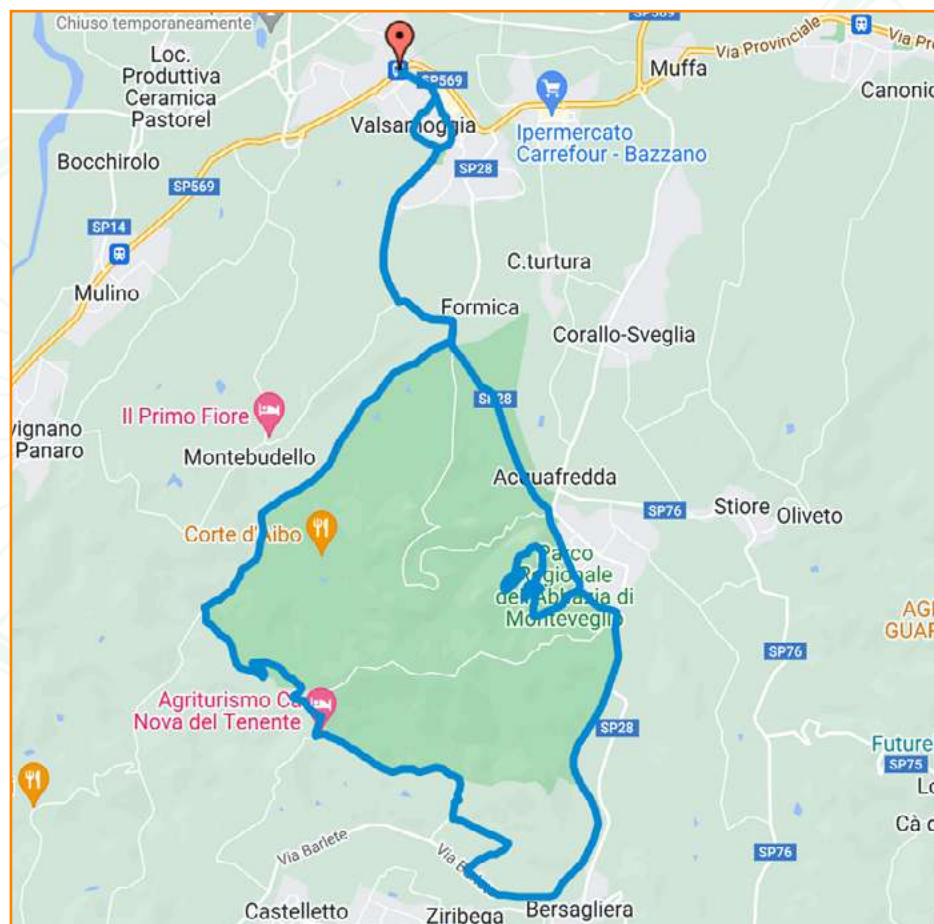 Chiuso temporaneamente
SP569
Via Provinciale
Via Pro
Loc.
Produttiva
Ceramica
Pastorel
Muffa
SP569
Canonic
Valsamoggia
Ipermercato
Carrefour - Bazzano
Bocchirolo
SP28
SP569
SP14
C.turtura
Mulino
Formica
Corallo-Sveglia
SP28
Il Primo Fiore
vignano
Panaro
Montebudello
Acquafredda
Stiore
Oliveto
SP76
Corte d'Aibo
Parco
Regionale
dell'Abbazia di
Monteveglio
AG
GUAR
SP76
Agriturismo Ca
Nova del Tenente
SP28
Future
SP75
Lo
Cà d
SP76
Via Barlete
Via Barlete
Castelletto
Ziribega
Bersagliera